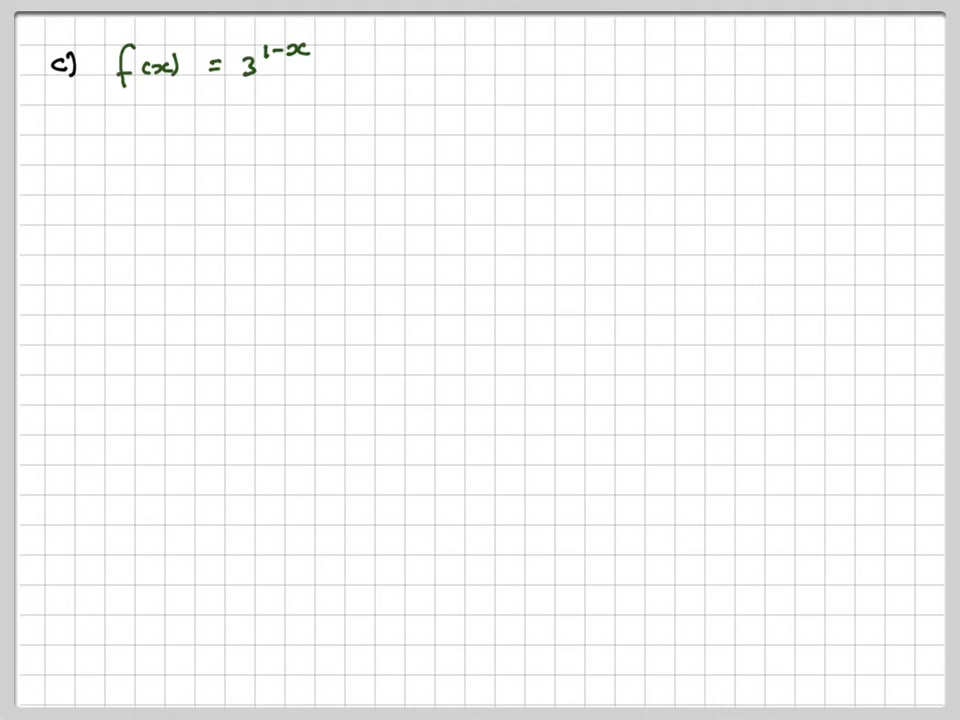 c) f(x) = 3^{1-x}